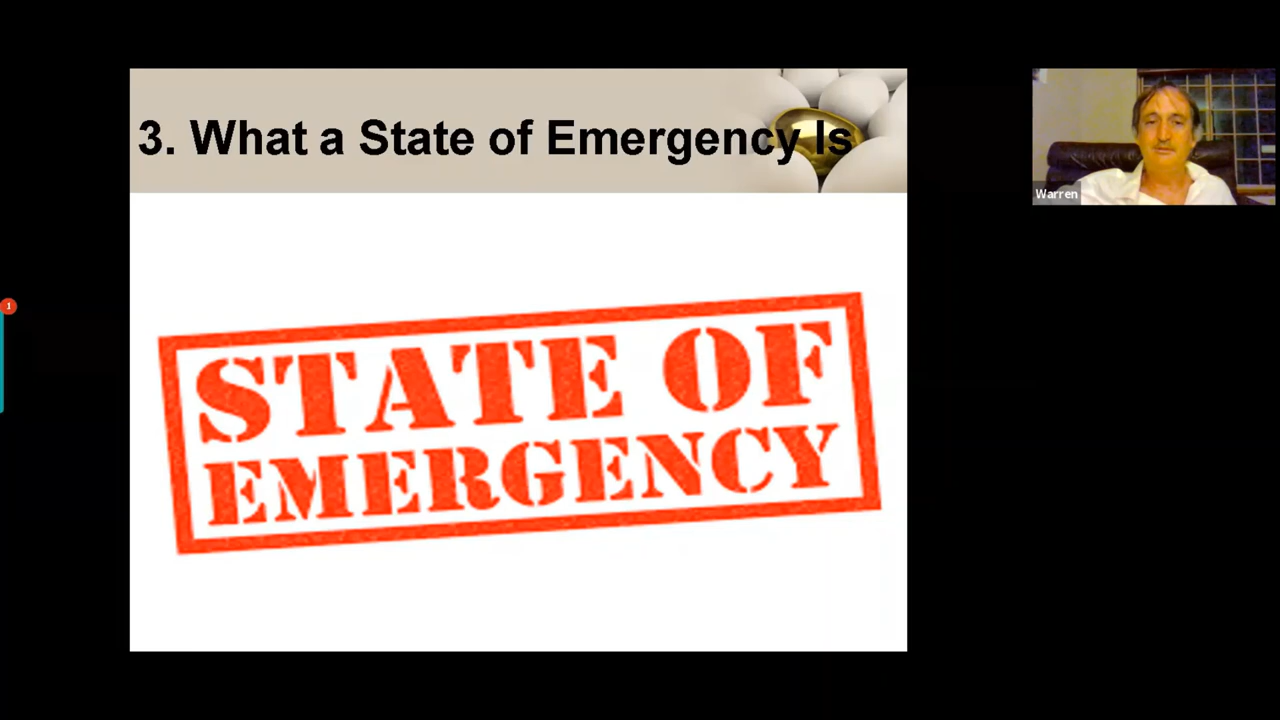 3. What a State of Emergency Is
STATE OF
EMERGENCY
Warren
1